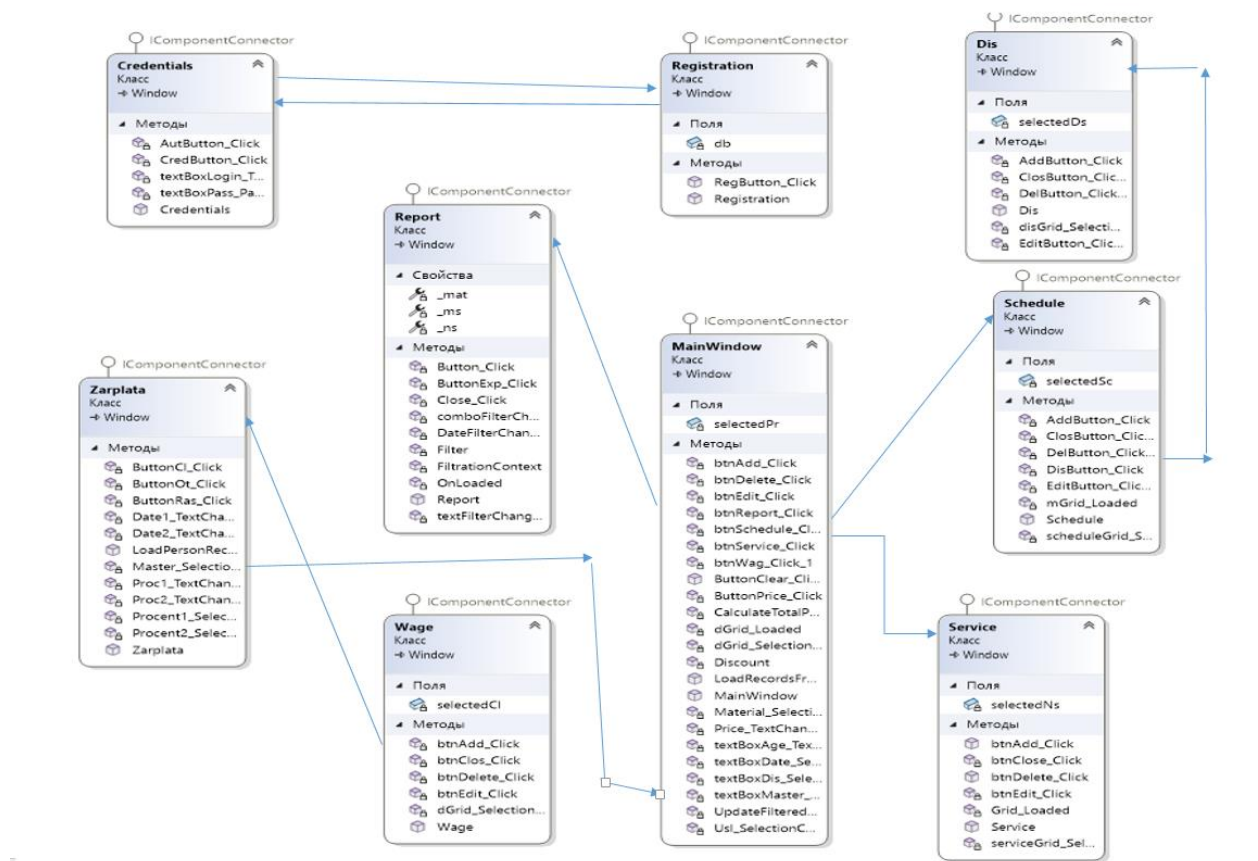 IComponentConnector
Credentials
Класс
Window
Методы
AutButton_Click
CredButton_Click
textBoxLogin_T...
textBoxPass_Pa...
Credentials
IComponentConnector
Registration
Класс
Window
Поля
db
Методы
RegButton_Click
Registration
IComponentConnector
Dis
Класс
Window
Поля
selectedDs
Методы
AddButton_Click
ClosButton_Clic...
DelButton_Click...
Dis
disGrid_Selecti...
EditButton_Clic...
IComponentConnector
Report
Класс
Window
Свойства
_mat
_ms
_ns
Методы
Button_Click
ButtonExp_Click
Close_Click
comboFilterCh...
DateFilterChan...
Filter
FiltrationContext
OnLoaded
Report
textFilterChang...
IComponentConnector
Schedule
Класс
Window
Поля
selectedSc
Методы
AddButton_Click
ClosButton_Clic...
DelButton_Click...
DisButton_Click
EditButton_Clic...
mGrid_Loaded
Schedule
scheduleGrid_S...
IComponentConnector
MainWindow
Класс
Window
Поля
selectedPr
Методы
btnAdd_Click
btnDelete_Click
btnEdit_Click
btnReport_Click
btnSchedule_Cl...
btnService_Click
btnWag_Click_1
ButtonClear_Cli...
ButtonPrice_Click
CalculateTotalP...
dGrid_Loaded
dGrid_Selection...
Discount
LoadRecordsFr...
MainWindow
Material_Selecti...
Price_TextChan...
textBoxAge_Tex...
textBoxDate_Se...
textBoxDis_Sele...
textBoxMaster_...
UpdateFiltered...
Usl_SelectionC...
IComponentConnector
Zarplata
Класс
Window
Методы
ButtonCl_Click
ButtonOt_Click
ButtonRas_Click
Date1_TextCha...
Date2_TextCha...
LoadPersonRec...
Master_Selectio...
Proc1_TextChan...
Proc2_TextChan...
Procent1_Selec...
Procent2_Selec...
Zarplata
IComponentConnector
Wage
Класс
Window
Поля
selectedCl
Методы
btnAdd_Click
btnClos_Click
btnDelete_Click
btnEdit_Click
dGrid_Selection...
Wage
IComponentConnector
Service
Класс
Window
Поля
selectedNs
Методы
btnAdd_Click
btnClose_Click
btnDelete_Click
btnEdit_Click
Grid_Loaded
Service
serviceGrid_Sel...